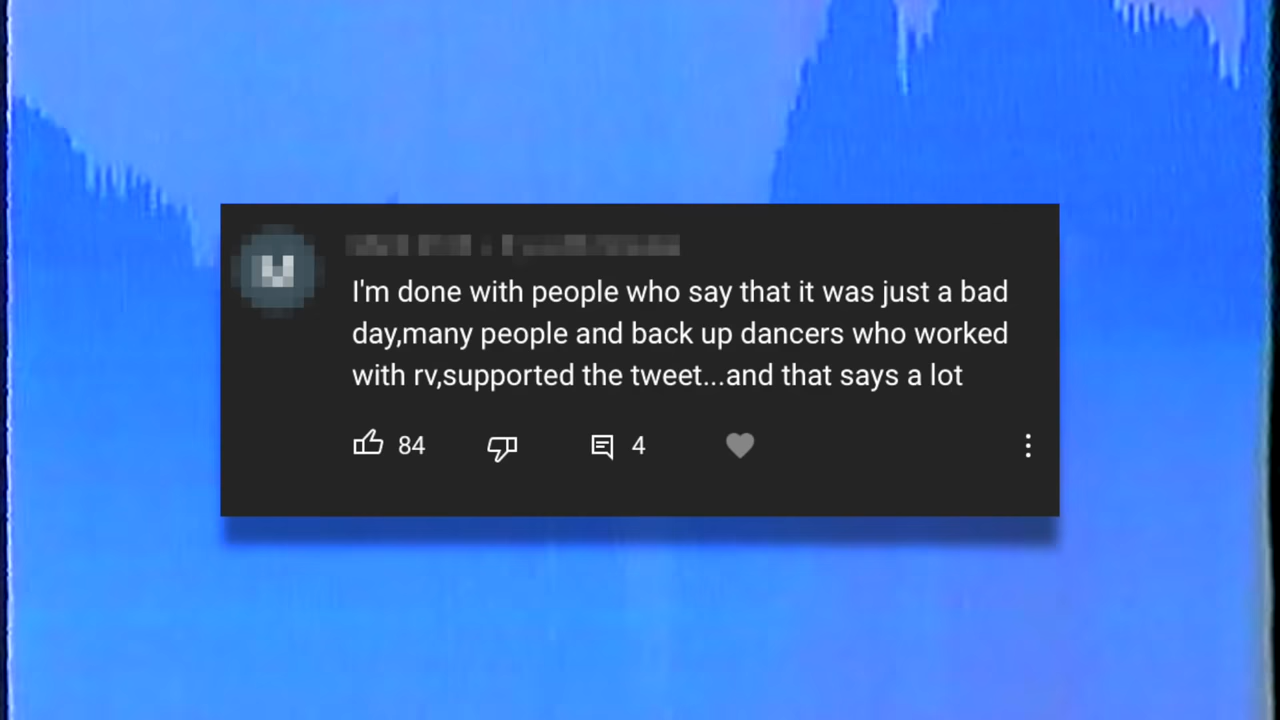 I'm done with people who say that it was just a bad
day,many people and back up dancers who worked
with rv,supported the tweet...and that says a lot
84
4